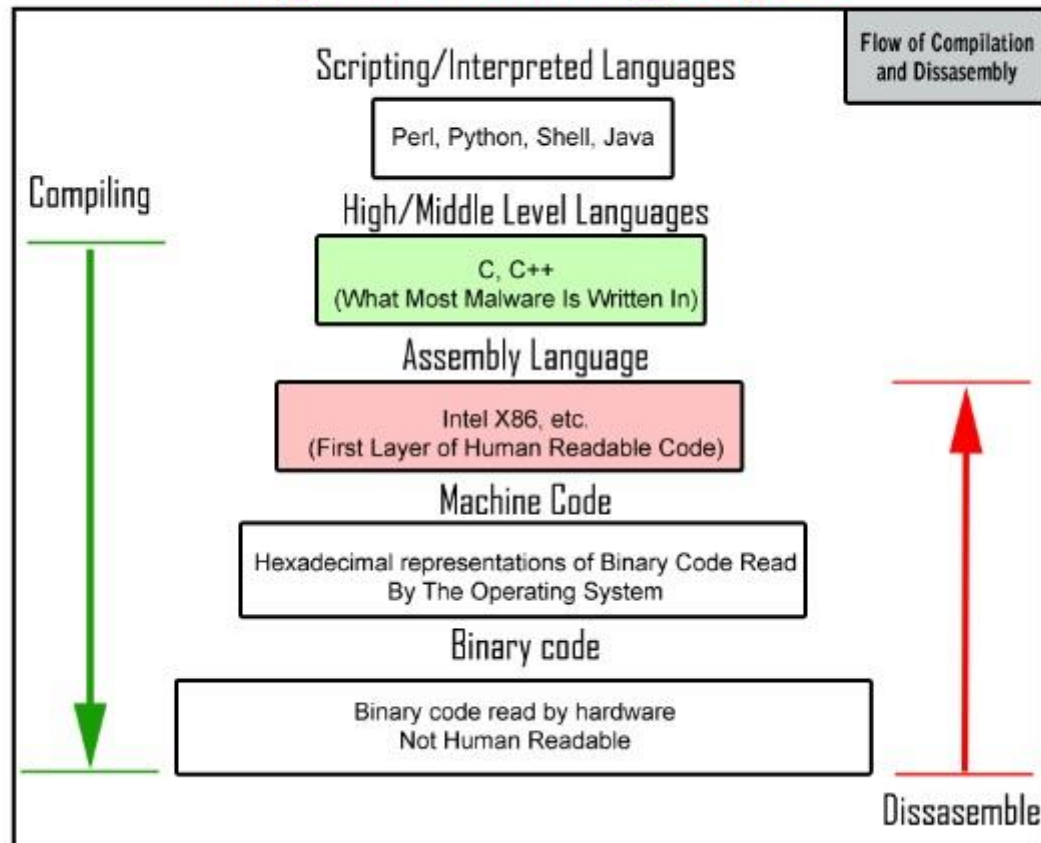 Flow of Compilation
and Dissasembly
Scripting/Interpreted Languages
Perl, Python, Shell, Java
Compiling
High/Middle Level Languages
C, C++
(What Most Malware Is Written In)
Assembly Language
Intel X86, etc.
(First Layer of Human Readable Code)
Machine Code
Hexadecimal representations of Binary Code Read
By The Operating System
Binary code
Binary code read by hardware
Not Human Readable
Dissasemble